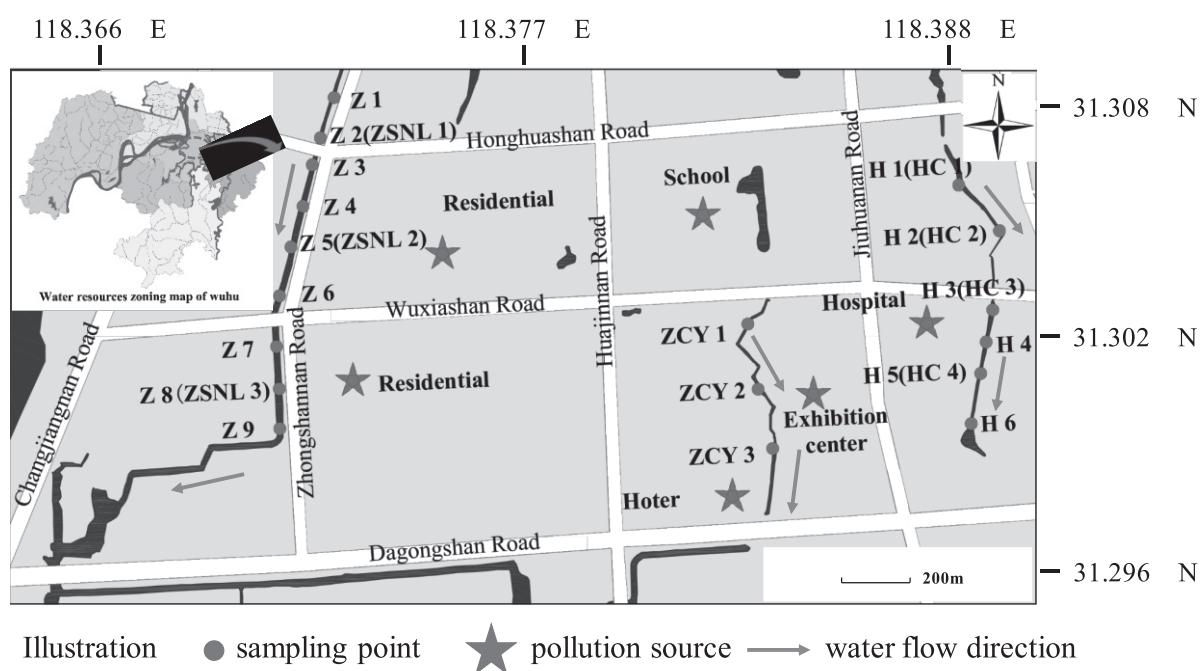 118.366 E
118.377 E
118.388 E
N
31.308 N
31.302 N
31.296 N
Water resources zoning map of wuhu
Z 1
Z 2(ZSNL 1)
Z 3
Z 4
Z 5(ZSNL 2)
Z 6
Z 7
Z 8(ZSNL 3)
Z 9
Honghuashan Road
Residential
School
Huajinnan Road
Jiuhuanan Road
H 1(HC 1)
H 2(HC 2)
H 3(HC 3)
H 4
H 5(HC 4)
H 6
Wuxiashan Road
Hospital
ZCY 1
ZCY 2
ZCY 3
Exhibition
center
Hoter
Residential
Changjiangnan Road
Zhongshannan Road
Dagongshan Road
200m
Illustration sampling point pollution source water flow direction